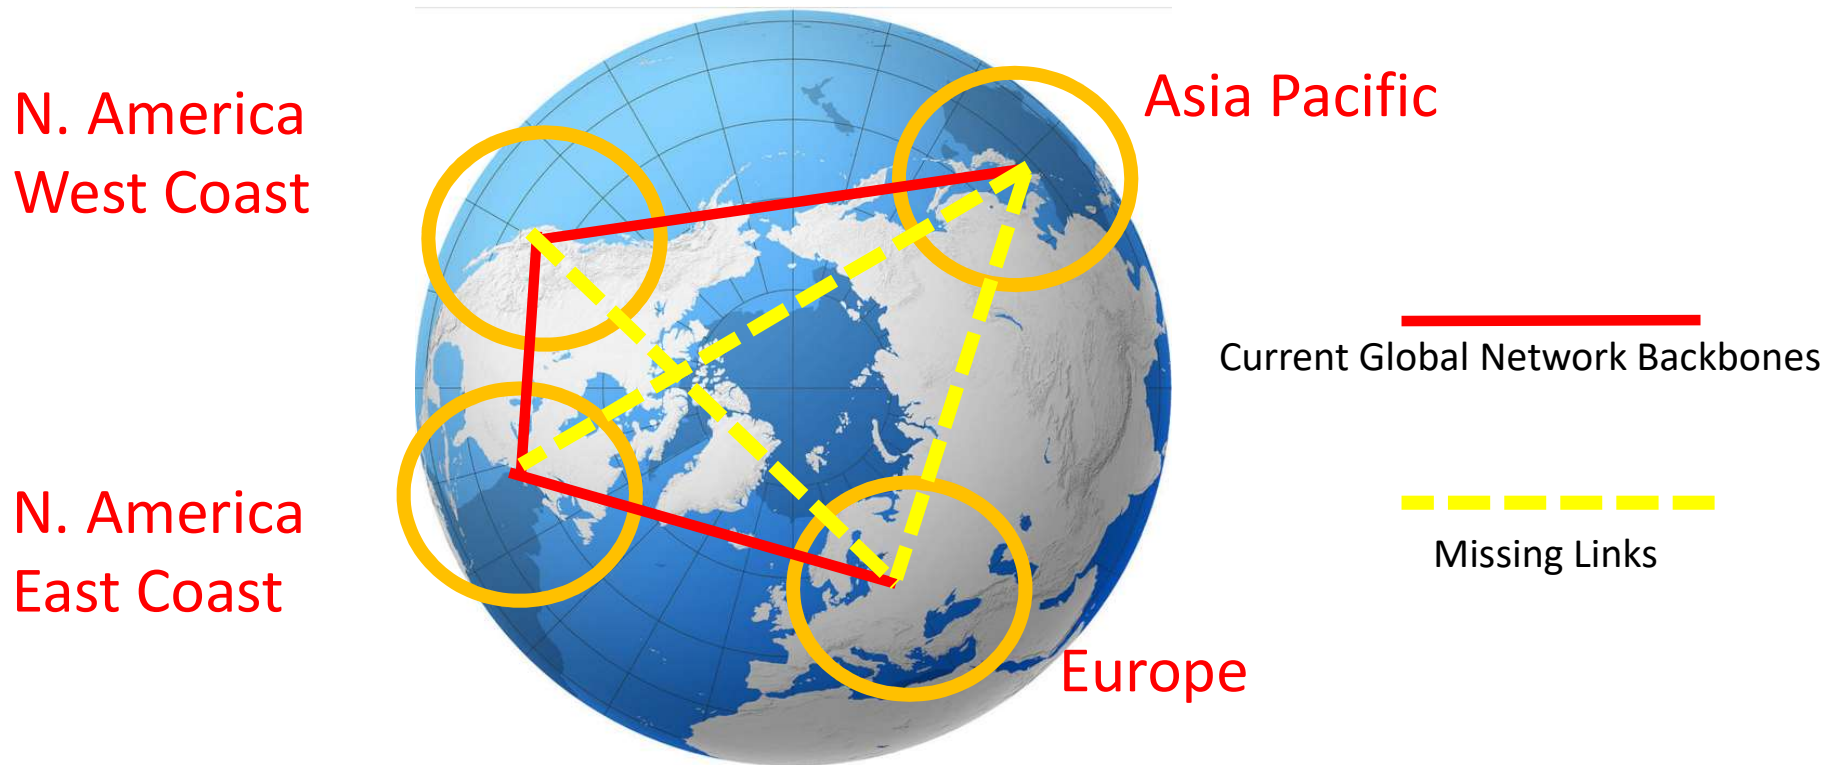 N. America
West Coast
Asia Pacific
Current Global Network Backbones
N. America
East Coast
Missing Links
Europe